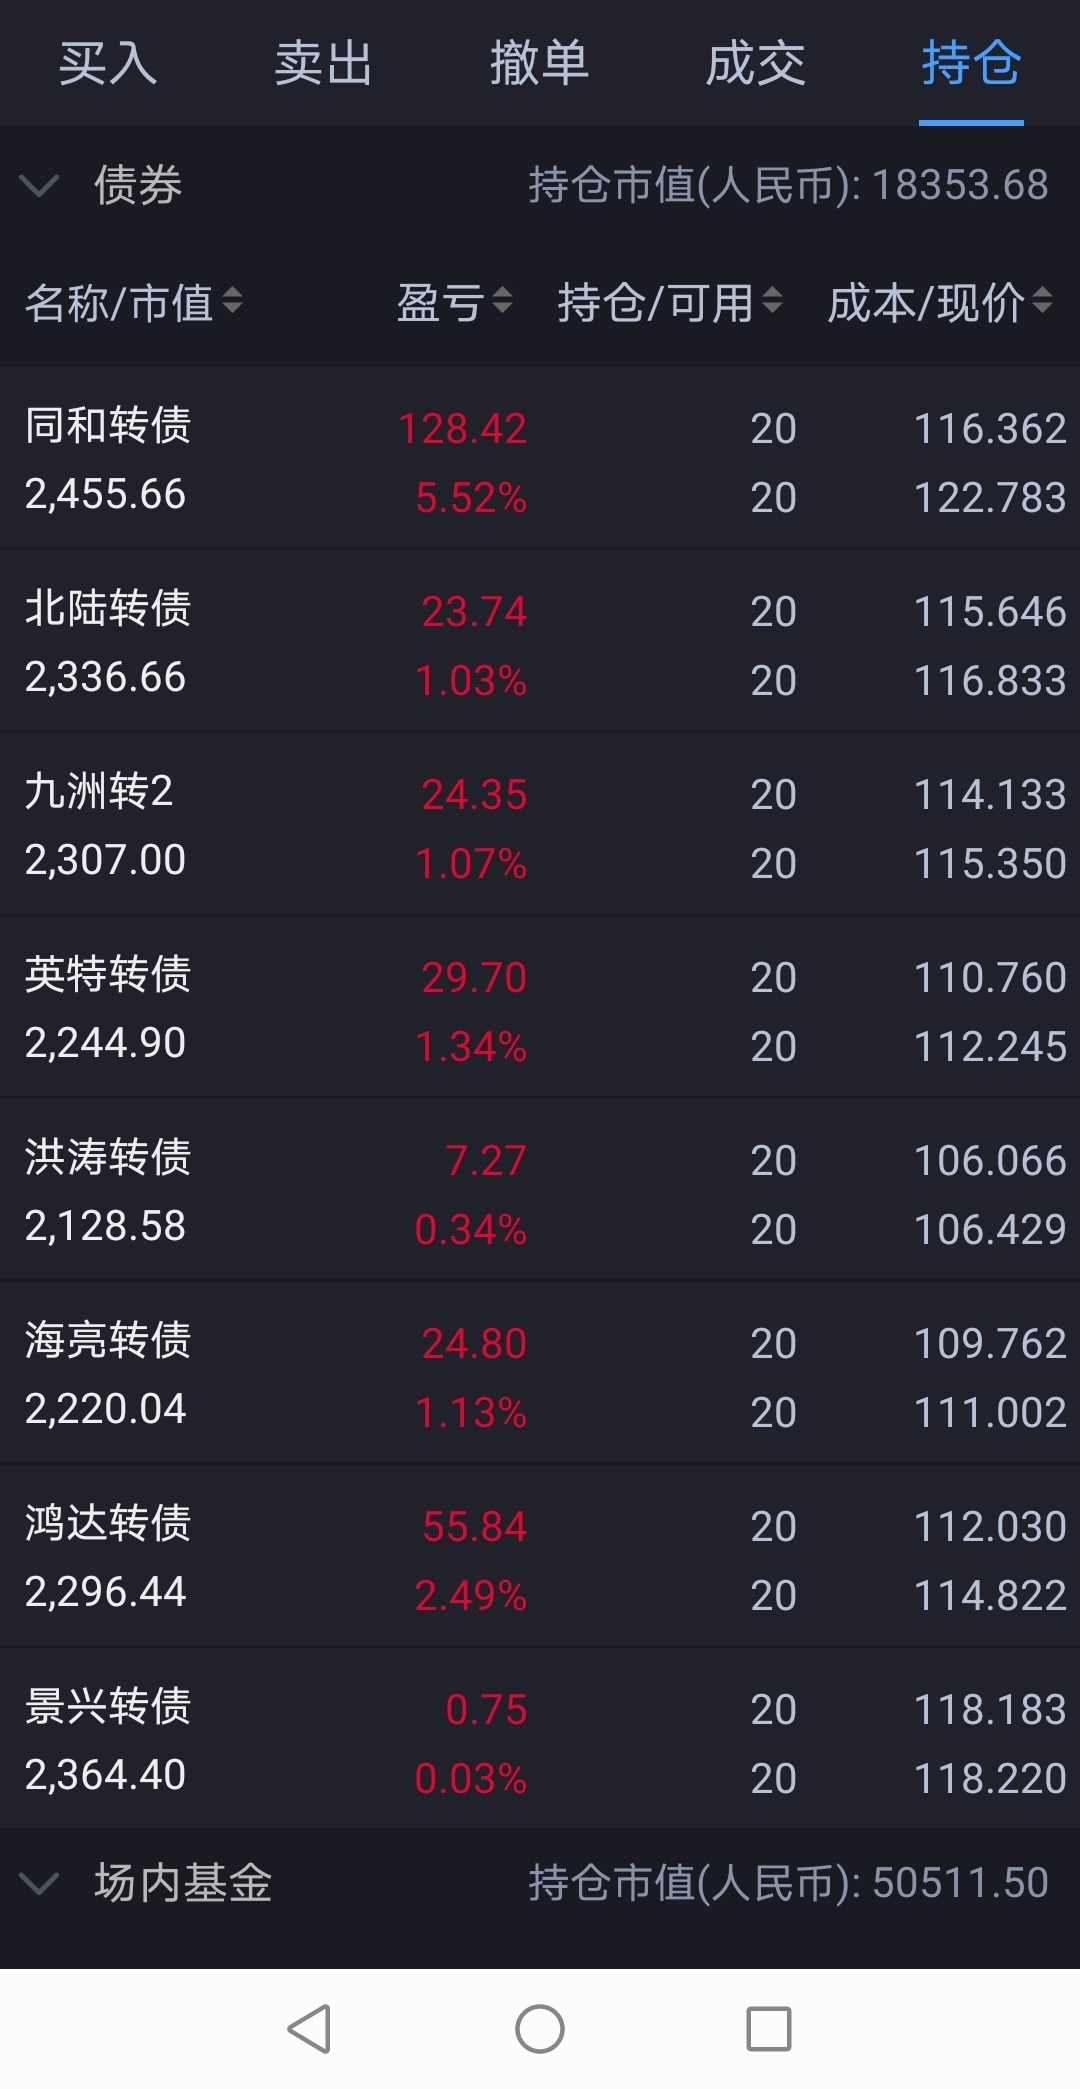 买入 卖出 撤单 成交 持仓
债券 持仓市值(人民币): 18353.68
名称/市值 盈亏 持仓/可用 成本/现价
同和转债 128.42 20 116.362
2,455.66 5.52% 20 122.783
北陆转债 23.74 20 115.646
2,336.66 1.03% 20 116.833
九洲转2 24.35 20 114.133
2,307.00 1.07% 20 115.350
英特转债 29.70 20 110.760
2,244.90 1.34% 20 112.245
洪涛转债 7.27 20 106.066
2,128.58 0.34% 20 106.429
海亮转债 24.80 20 109.762
2,220.04 1.13% 20 111.002
鸿达转债 55.84 20 112.030
2,296.44 2.49% 20 114.822
景兴转债 0.75 20 118.183
2,364.40 0.03% 20 118.220
场内基金 持仓市值(人民币): 50511.50